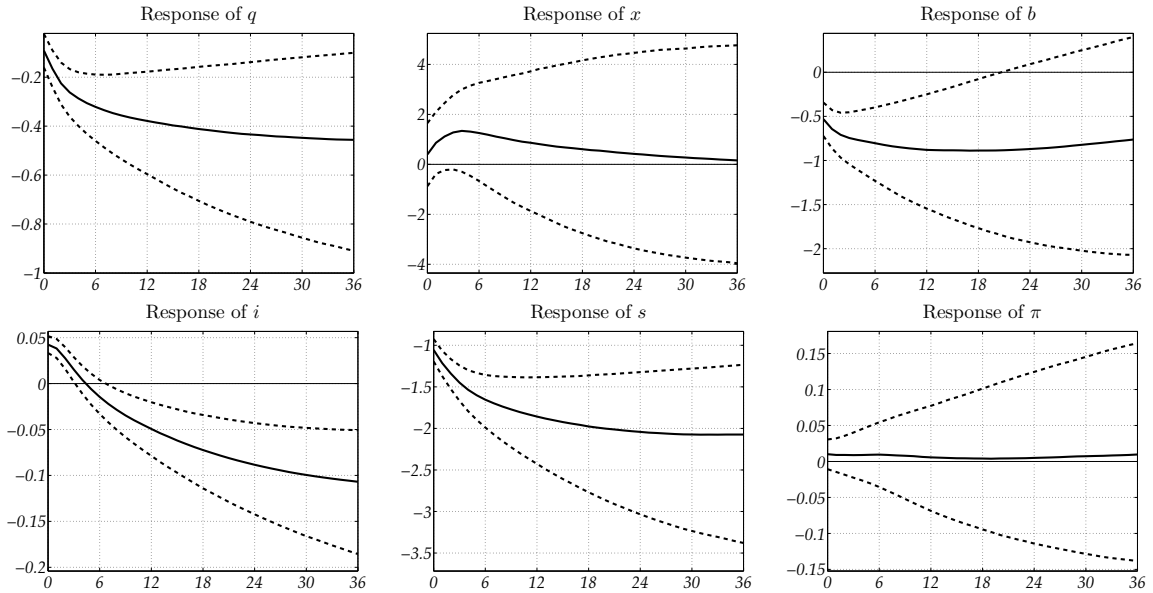 Response of q
−0.2
−0.4
−0.6
−0.8
−1
0 6 12 18 24 30 36
Response of x
4
2
0
−2
−4
0 6 12 18 24 30 36
Response of b
0
−0.5
−1
−1.5
−2
0 6 12 18 24 30 36
Response of i
0.05
0
−0.05
−0.1
−0.15
−0.2
0 6 12 18 24 30 36
Response of s
−1
−1.5
−2
−2.5
−3
−3.5
0 6 12 18 24 30 36
Response of π
0.15
0.1
0.05
0
−0.05
−0.1
−0.15
0 6 12 18 24 30 36